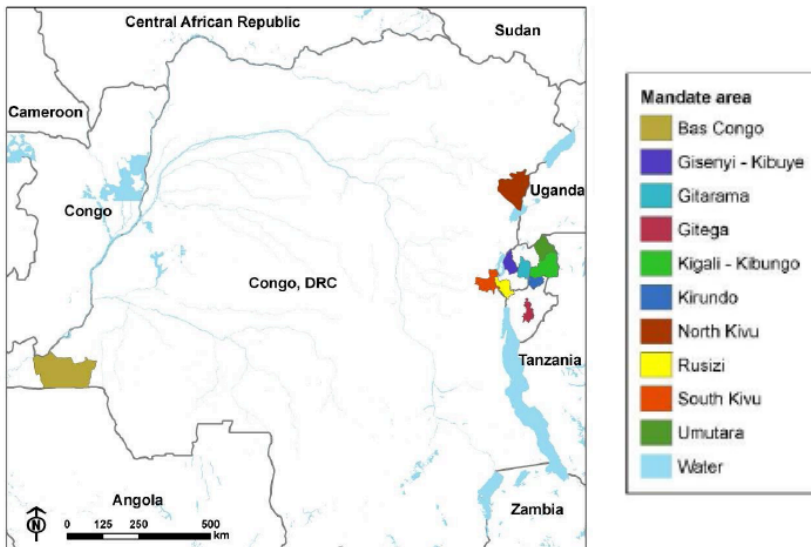 Central African Republic
Sudan
Cameroon
Congo
Uganda
Congo, DRC
Tanzania
Angola
Zambia
N
0 125 250 500
km
Mandate area
Bas Congo
Gisenyi - Kibuye
Gitarama
Gitega
Kigali - Kibungo
Kirundo
North Kivu
Rusizi
South Kivu
Umutara
Water